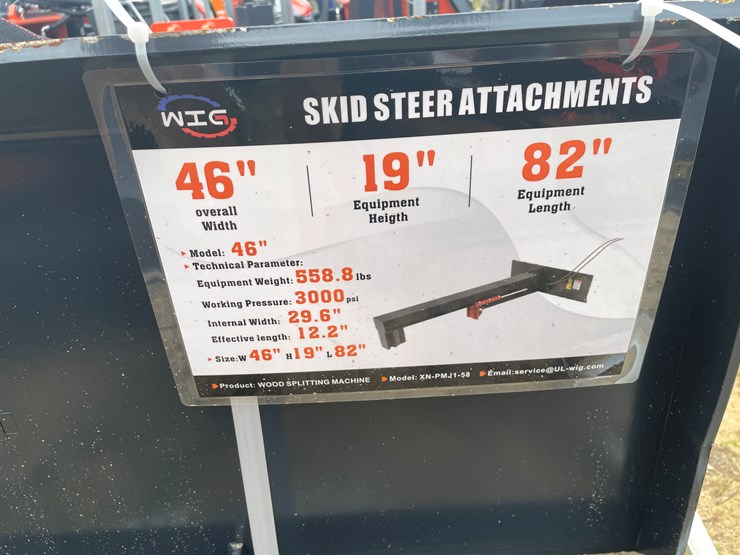 WIG
SKID STEER ATTACHMENTS
46"
overall
Width
19"
Equipment
Heigth
82"
Equipment
Length
Model: 46"
Technical Parameter:
Equipment Weight: 558.8 lbs
Working Pressure: 3000 psi
Internal Width: 29.6"
Effective length: 12.2"
Size:W 46" H 19" L 82"
Product: WOOD SPLITTING MACHINE Model: XN-PMJ1-58 Email:service@UL-wig.com